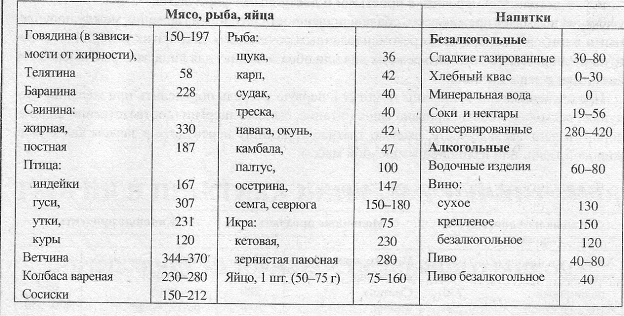 Мясо, рыба, яйца
Говядина (в зависи-
мости от жирности), 150–197
Телятина 58
Баранина 228
Свинина:
жирная, 330
постная 187
Птица:
индейки 167
гуси, 307
утки, 231
куры 120
Ветчина 344–370
Колбаса вареная 230–280
Сосиски 150–212
Рыба:
щука, 36
карп, 42
судак, 40
треска, 40
навага, окунь, 42
камбала, 47
палтус, 100
осетрина, 147
семга, севрюга 150–180
Икра: 75
кетовая, 230
зернистая паюсная 280
Яйцо, 1 шт. (50–75 г) 75–160
Напитки
Безалкогольные
Сладкие газированные 30–80
Хлебный квас 0–30
Минеральная вода 0
Соки и нектары 19–56
консервированные 280–420
Алкогольные
Водочные изделия 60–80
Вино:
сухое 130
крепленое 150
безалкогольное 120
Пиво 40–80
Пиво безалкогольное 40